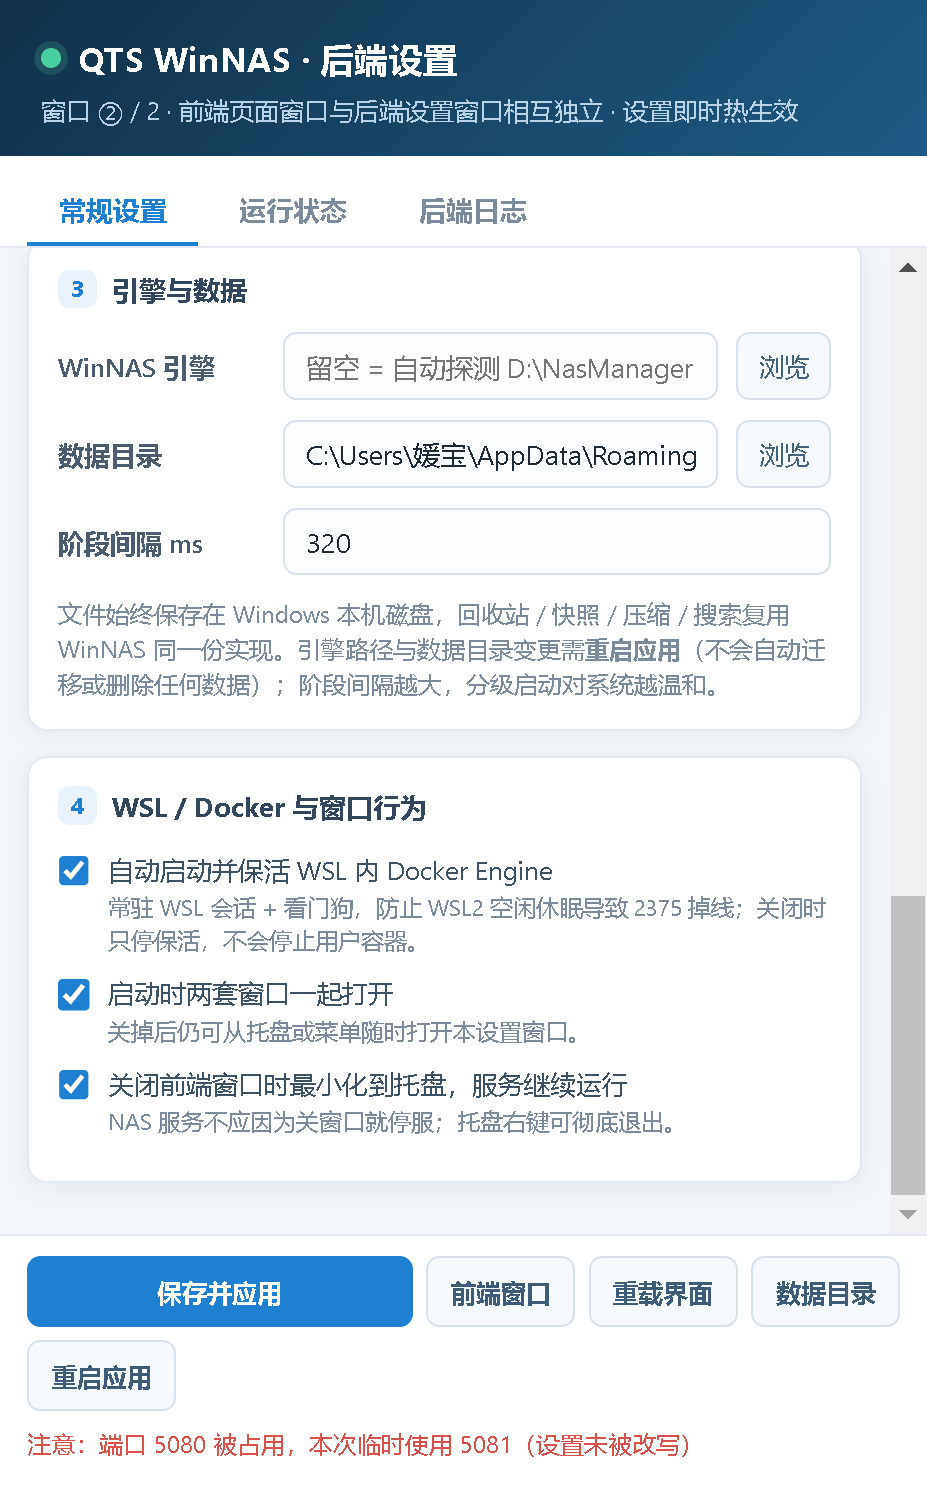 QTS WinNAS · 后端设置
窗口 ② / 2 · 前端页面窗口与后端设置窗口相互独立 · 设置即时热生效
常规设置 运行状态 后端日志
3 引擎与数据
WinNAS 引擎 留空 = 自动探测 D:\NasManager 浏览
数据目录 C:\Users\媛宝\AppData\Roaming 浏览
阶段间隔 ms 320
文件始终保存在 Windows 本机磁盘，回收站 / 快照 / 压缩 / 搜索复用
WinNAS 同一份实现。引擎路径与数据目录变更需重启应用（不会自动迁
移或删除任何数据）；阶段间隔越大，分级启动对系统越温和。
4 WSL / Docker 与窗口行为
自动启动并保活 WSL 内 Docker Engine
常驻 WSL 会话 + 看门狗，防止 WSL2 空闲休眠导致 2375 掉线；关闭时
只停保活，不会停止用户容器。
启动时两套窗口一起打开
关掉后仍可从托盘或菜单随时打开本设置窗口。
关闭前端窗口时最小化到托盘，服务继续运行
NAS 服务不应因为关窗口就停服；托盘右键可彻底退出。
保存并应用 前端窗口 重载界面 数据目录
重启应用
注意：端口 5080 被占用，本次临时使用 5081（设置未被改写）